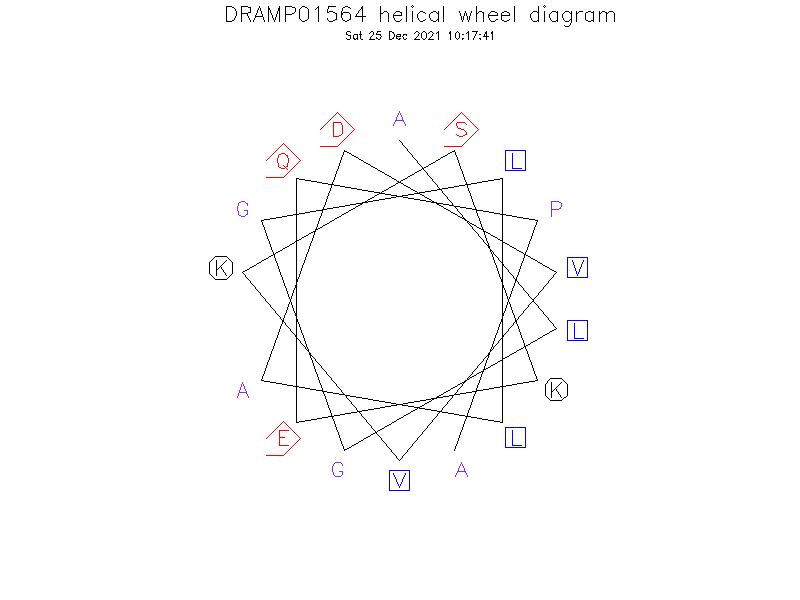 DRAMP01564 helical wheel diagram
Sat 25 Dec 2021 10:17:41
A
D S
Q L
G P
K V
L
A K
E L
G A
V